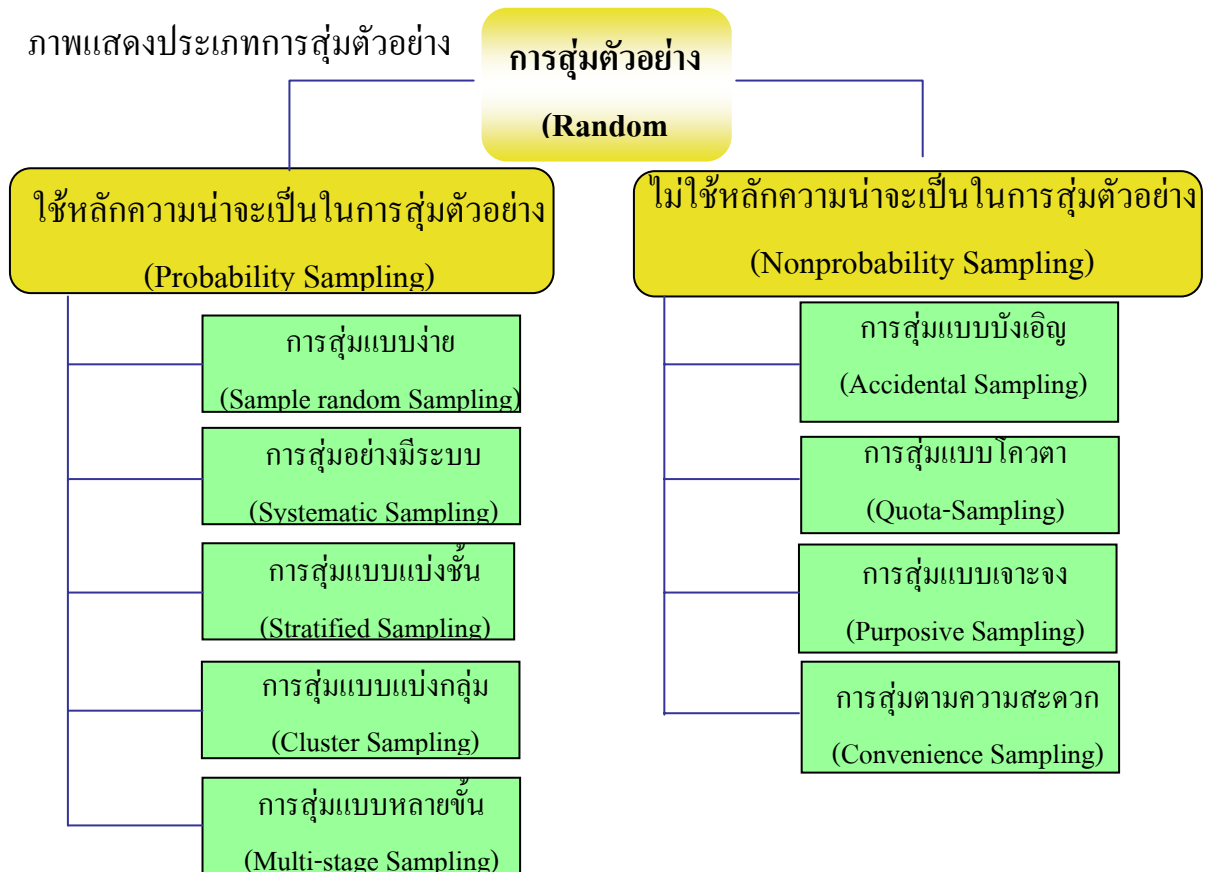 ภาพแสดงประเภทการสุ่มตัวอย่าง
การสุ่มตัวอย่าง
(Random
ใช้หลักความน่าจะเป็นในการสุ่มตัวอย่าง
(Probability Sampling)
การสุ่มแบบง่าย
(Sample random Sampling)
การสุ่มอย่างมีระบบ
(Systematic Sampling)
การสุ่มแบบแบ่งชั้น
(Stratified Sampling)
การสุ่มแบบแบ่งกลุ่ม
(Cluster Sampling)
การสุ่มแบบหลายขั้น
(Multi-stage Sampling)
ไม่ใช้หลักความน่าจะเป็นในการสุ่มตัวอย่าง
(Nonprobability Sampling)
การสุ่มแบบบังเอิญ
(Accidental Sampling)
การสุ่มแบบโควตา
(Quota-Sampling)
การสุ่มแบบเจาะจง
(Purposive Sampling)
การสุ่มตามความสะดวก
(Convenience Sampling)